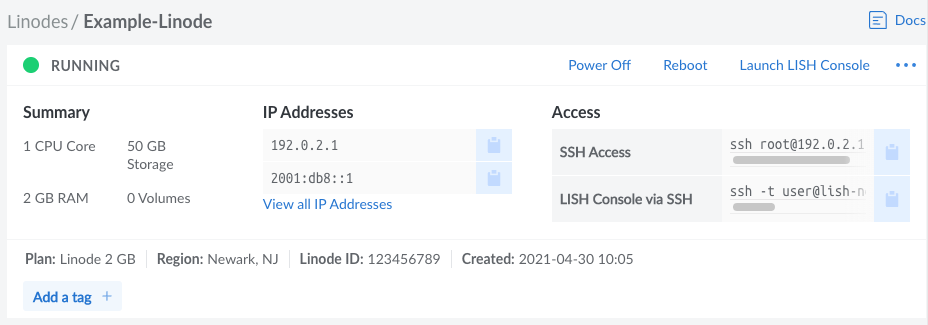 Linodes / Example-Linode
Docs
RUNNING
Power Off
Reboot
Launch LISH Console
Summary
1 CPU Core
50 GB
Storage
2 GB RAM
0 Volumes
IP Addresses
192.0.2.1
2001:db8::1
View all IP Addresses
Access
SSH Access
ssh root@192.0.2.1
LISH Console via SSH
ssh -t user@lish-n
Plan: Linode 2 GB
Region: Newark, NJ
Linode ID: 123456789
Created: 2021-04-30 10:05
Add a tag +